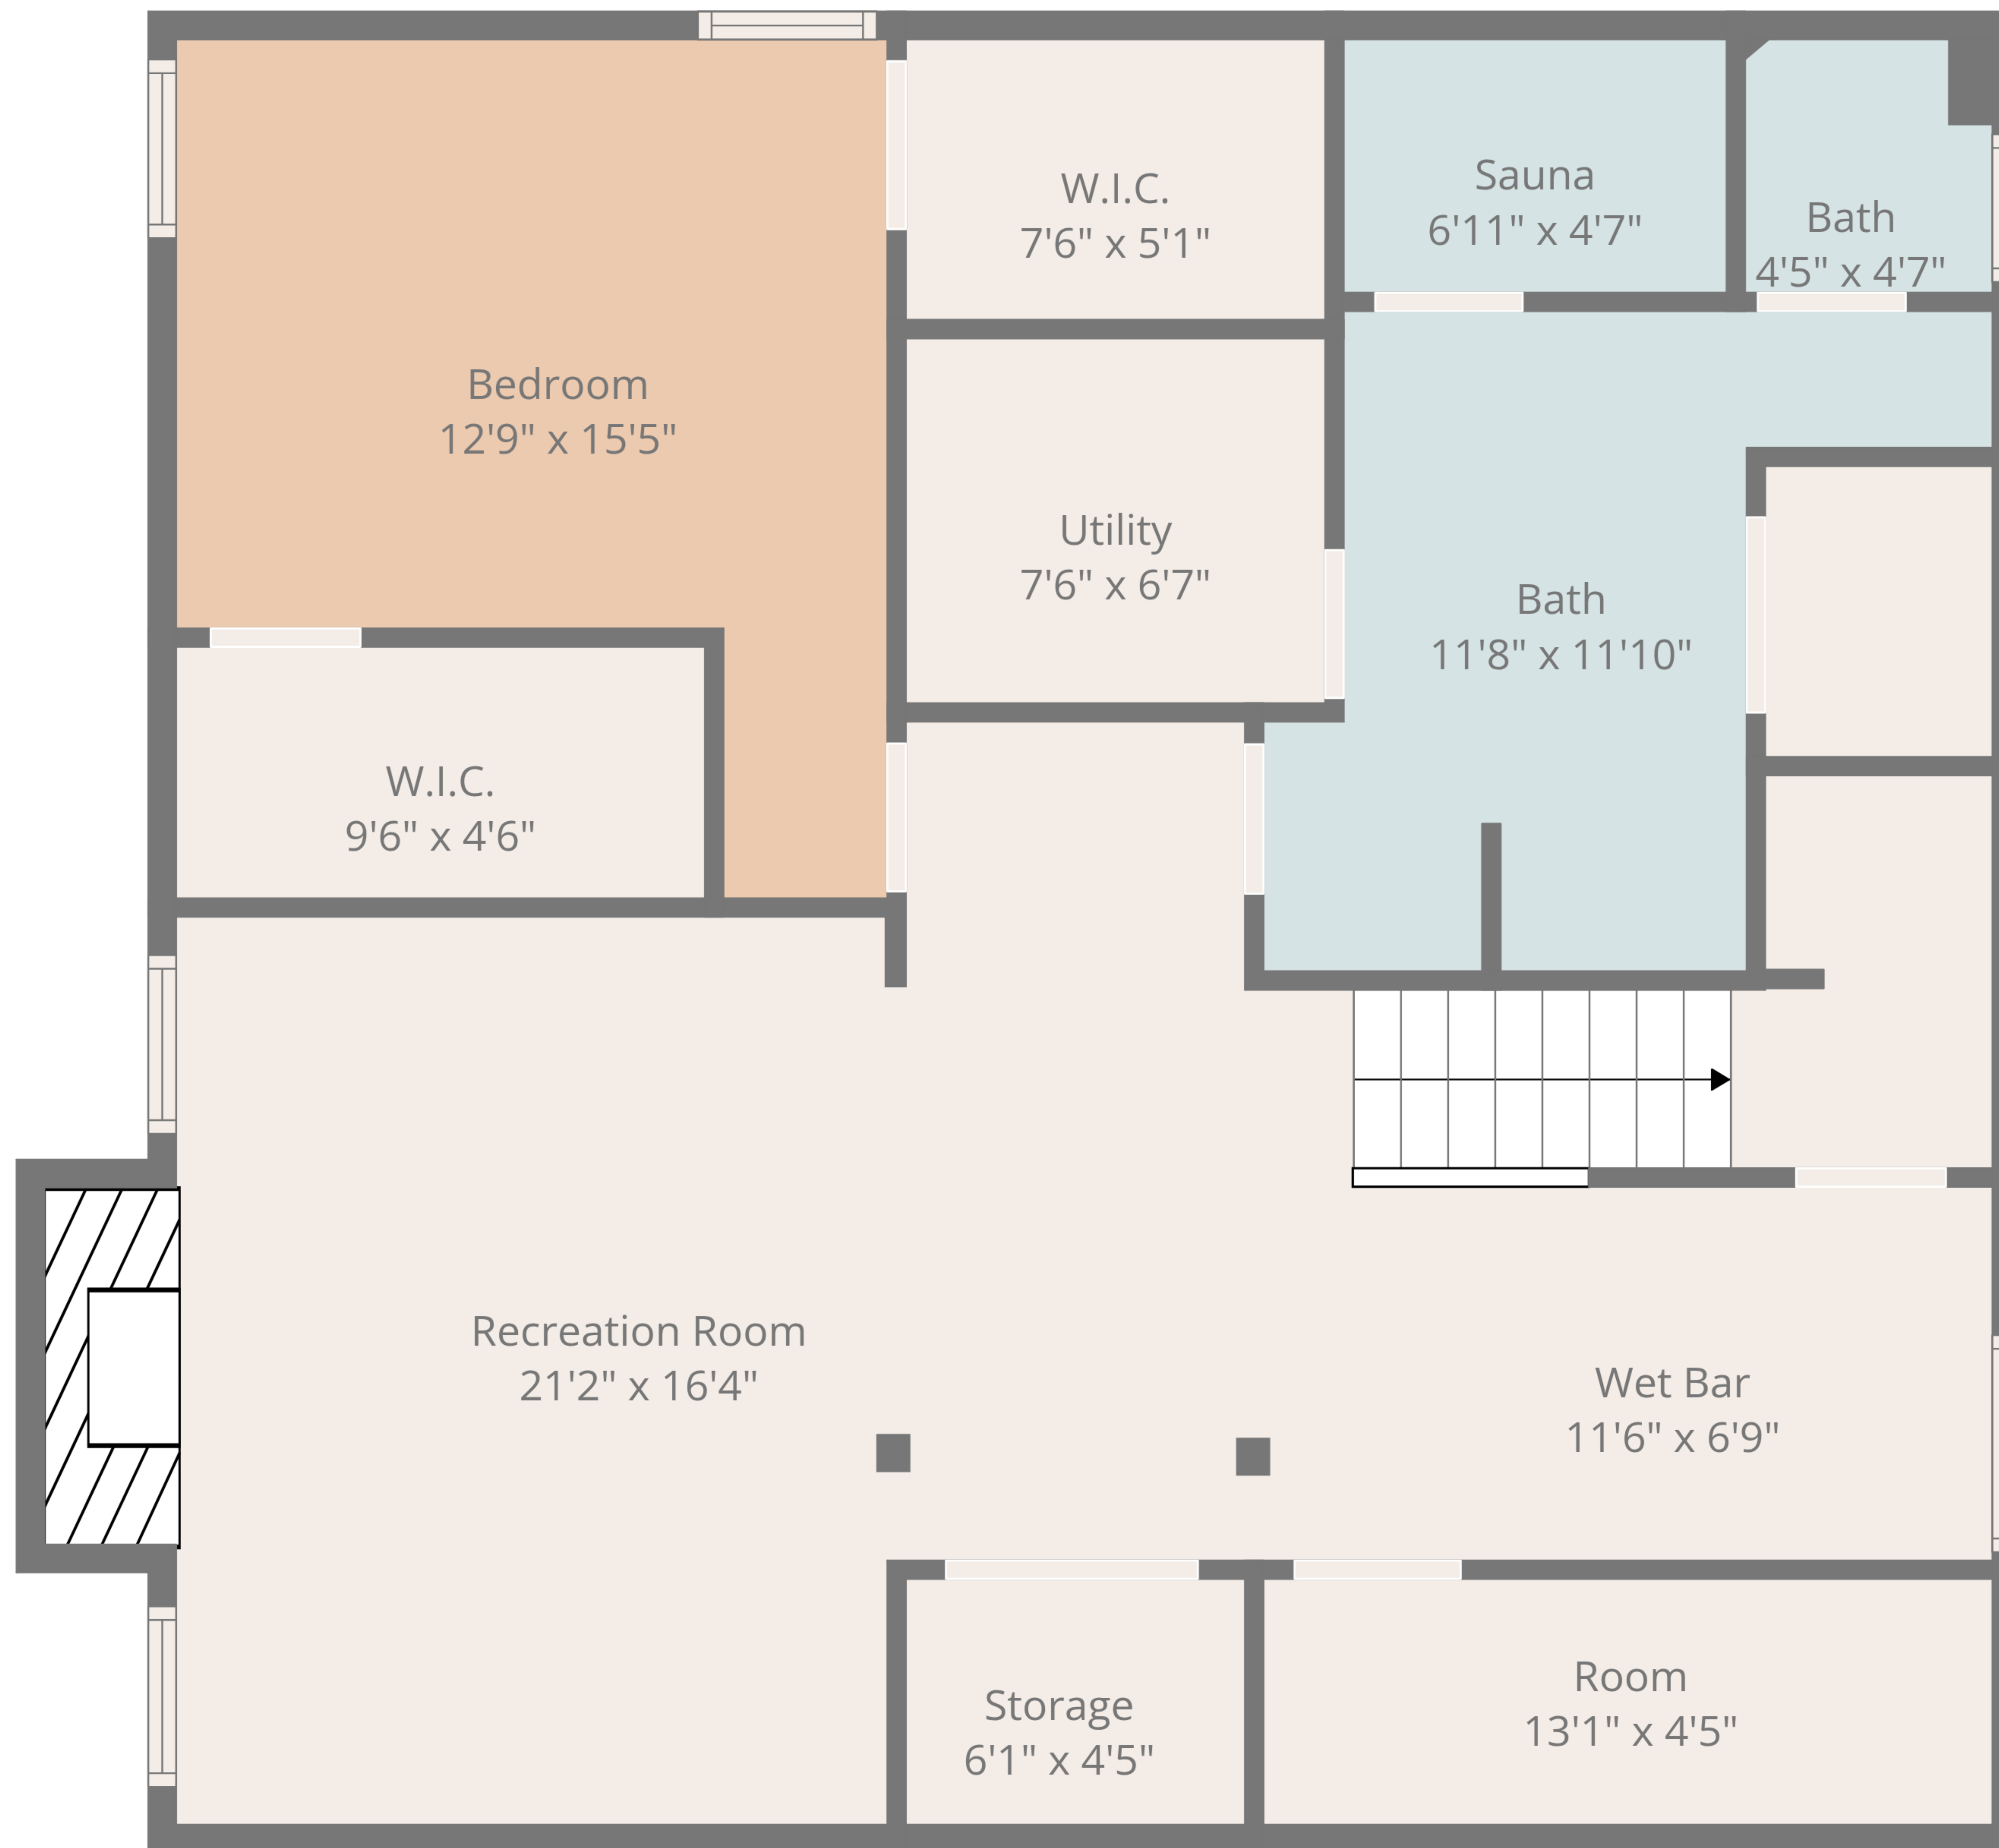 W.I.C.
7'6" x 5'1"
Sauna
6'11" x 4'7"
Bath
4'5" x 4'7"
Bedroom
12'9" x 15'5"
Utility
7'6" x 6'7"
Bath
11'8" x 11'10"
W.I.C.
9'6" x 4'6"
Recreation Room
21'2" x 16'4"
Wet Bar
11'6" x 6'9"
Storage
6'1" x 4'5"
Room
13'1" x 4'5"